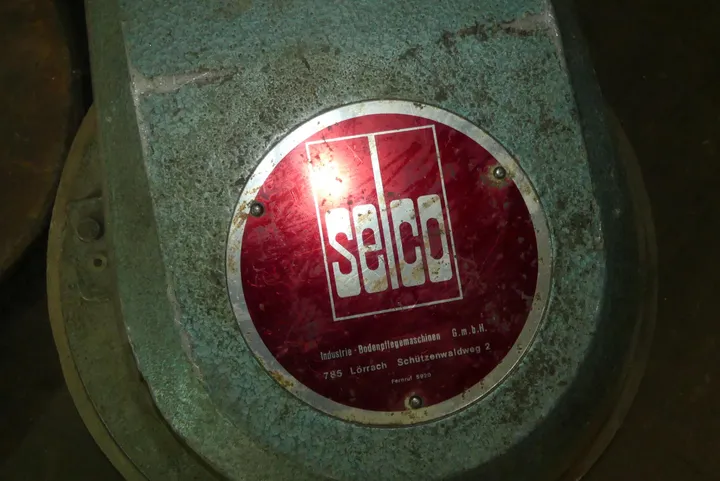 selco
Industrie-Bodenpflegemaschinen G.m.b.H.
785 Lörrach Schützenwaldweg 2
Fernruf